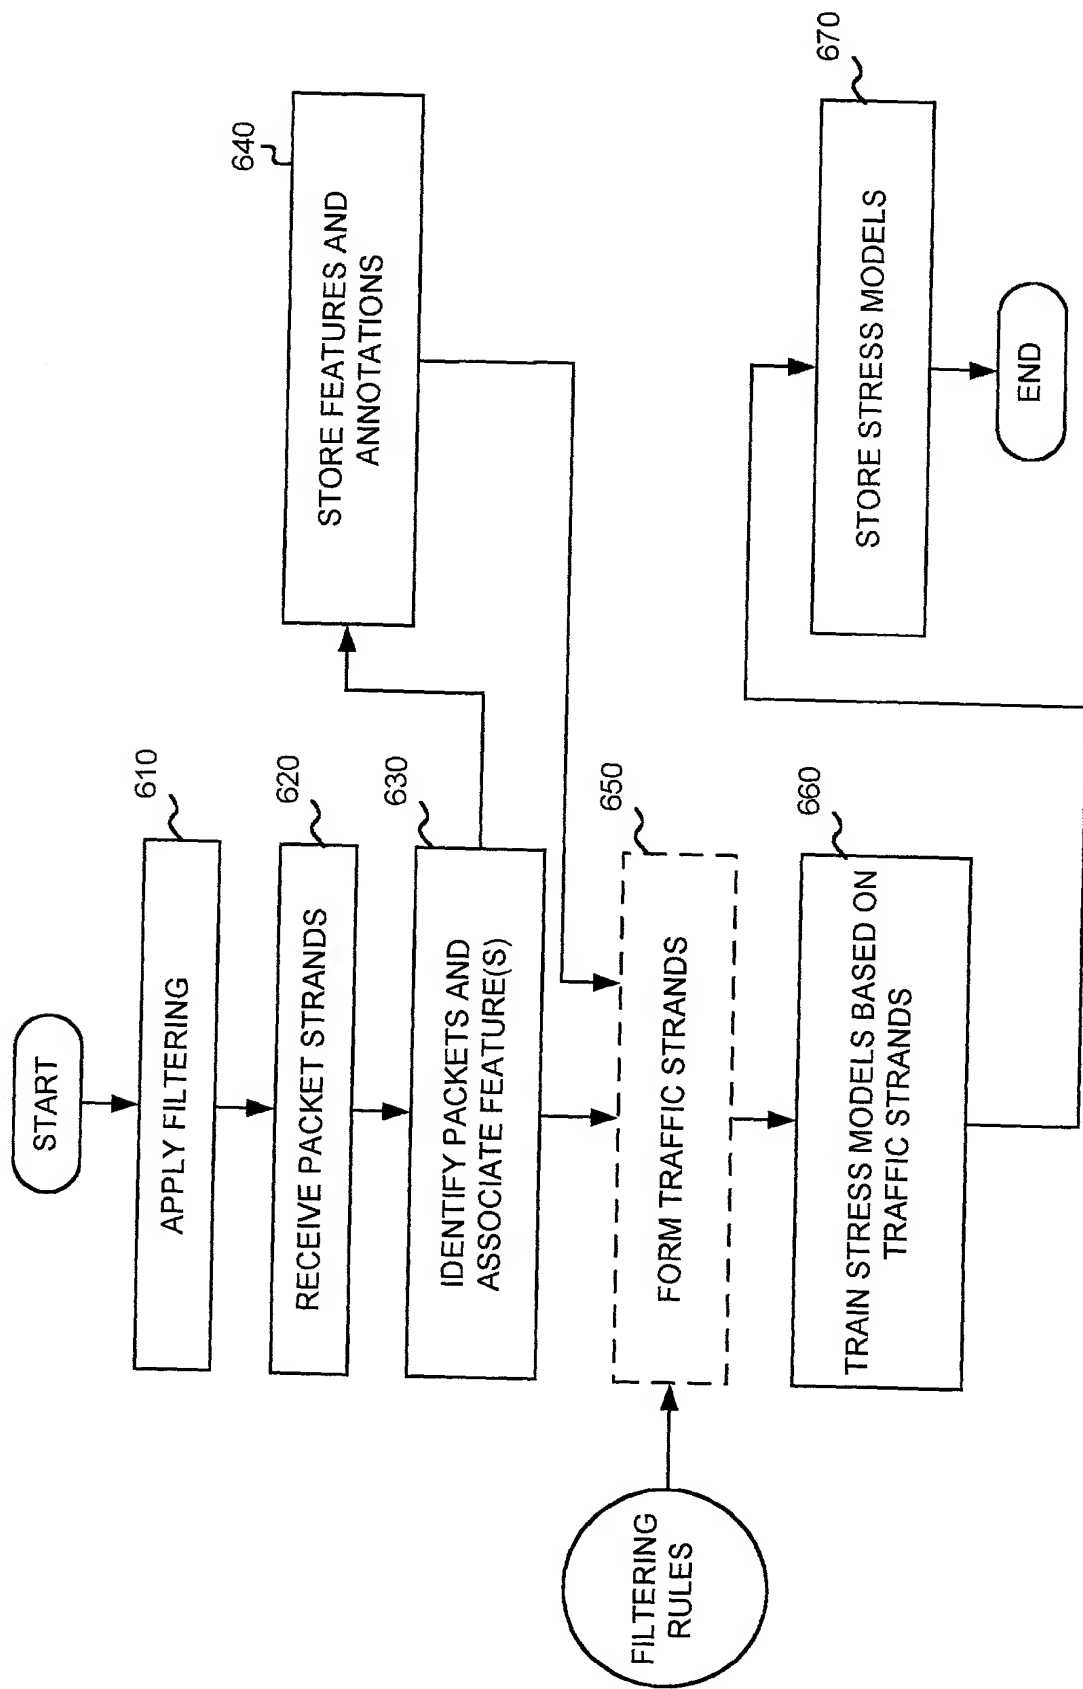 START
610
APPLY FILTERING
620
RECEIVE PACKET STRANDS
630
IDENTIFY PACKETS AND
ASSOCIATE FEATURE(S)
640
STORE FEATURES AND
ANNOTATIONS
650
FORM TRAFFIC STRANDS
FILTERING
RULES
660
TRAIN STRESS MODELS BASED ON
TRAFFIC STRANDS
670
STORE STRESS MODELS
END